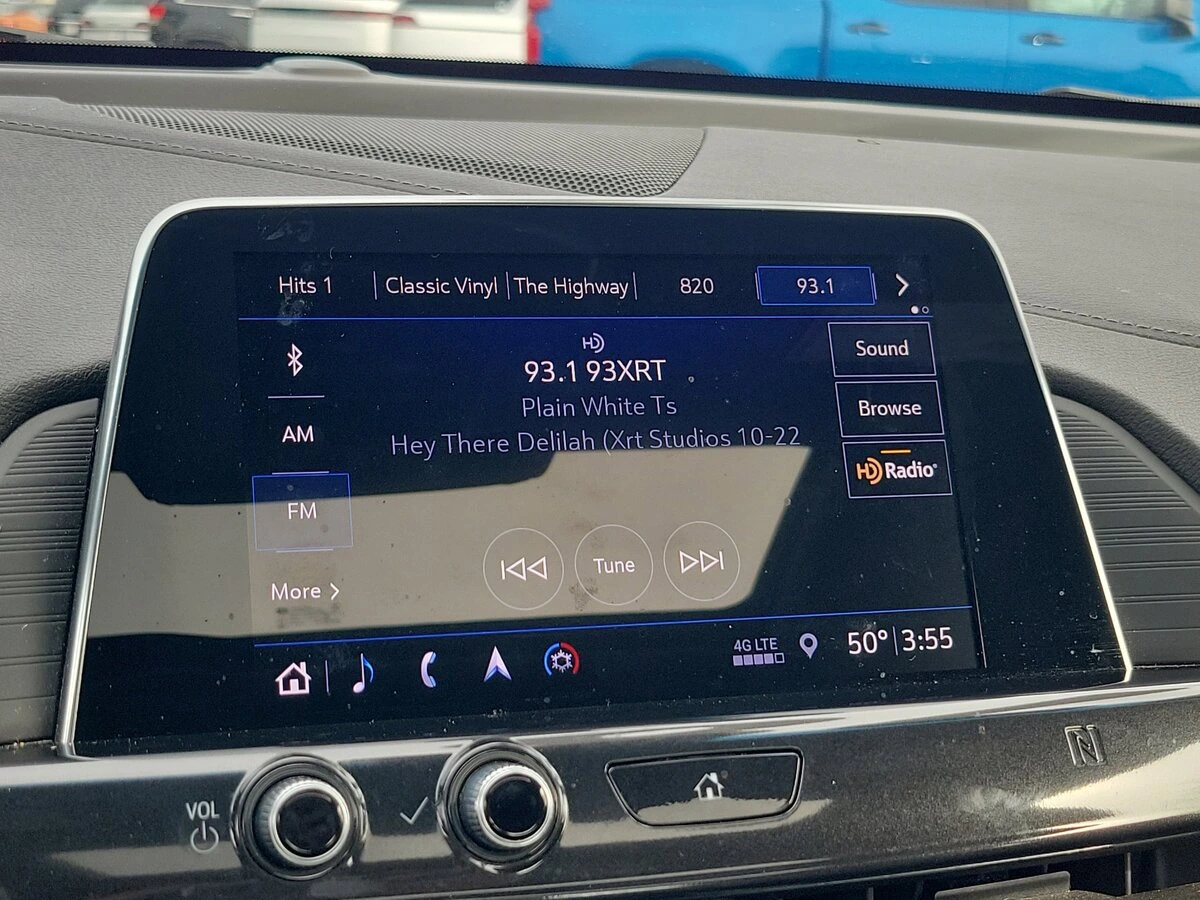 Hits 1 Classic Vinyl The Highway 820 93.1
HD
93.1 93XRT
Plain White Ts
Hey There Delilah (Xrt Studios 10-22
AM
FM
More
Sound
Browse
HD Radio
Tune
4G LTE
50° 3:55
VOL
N